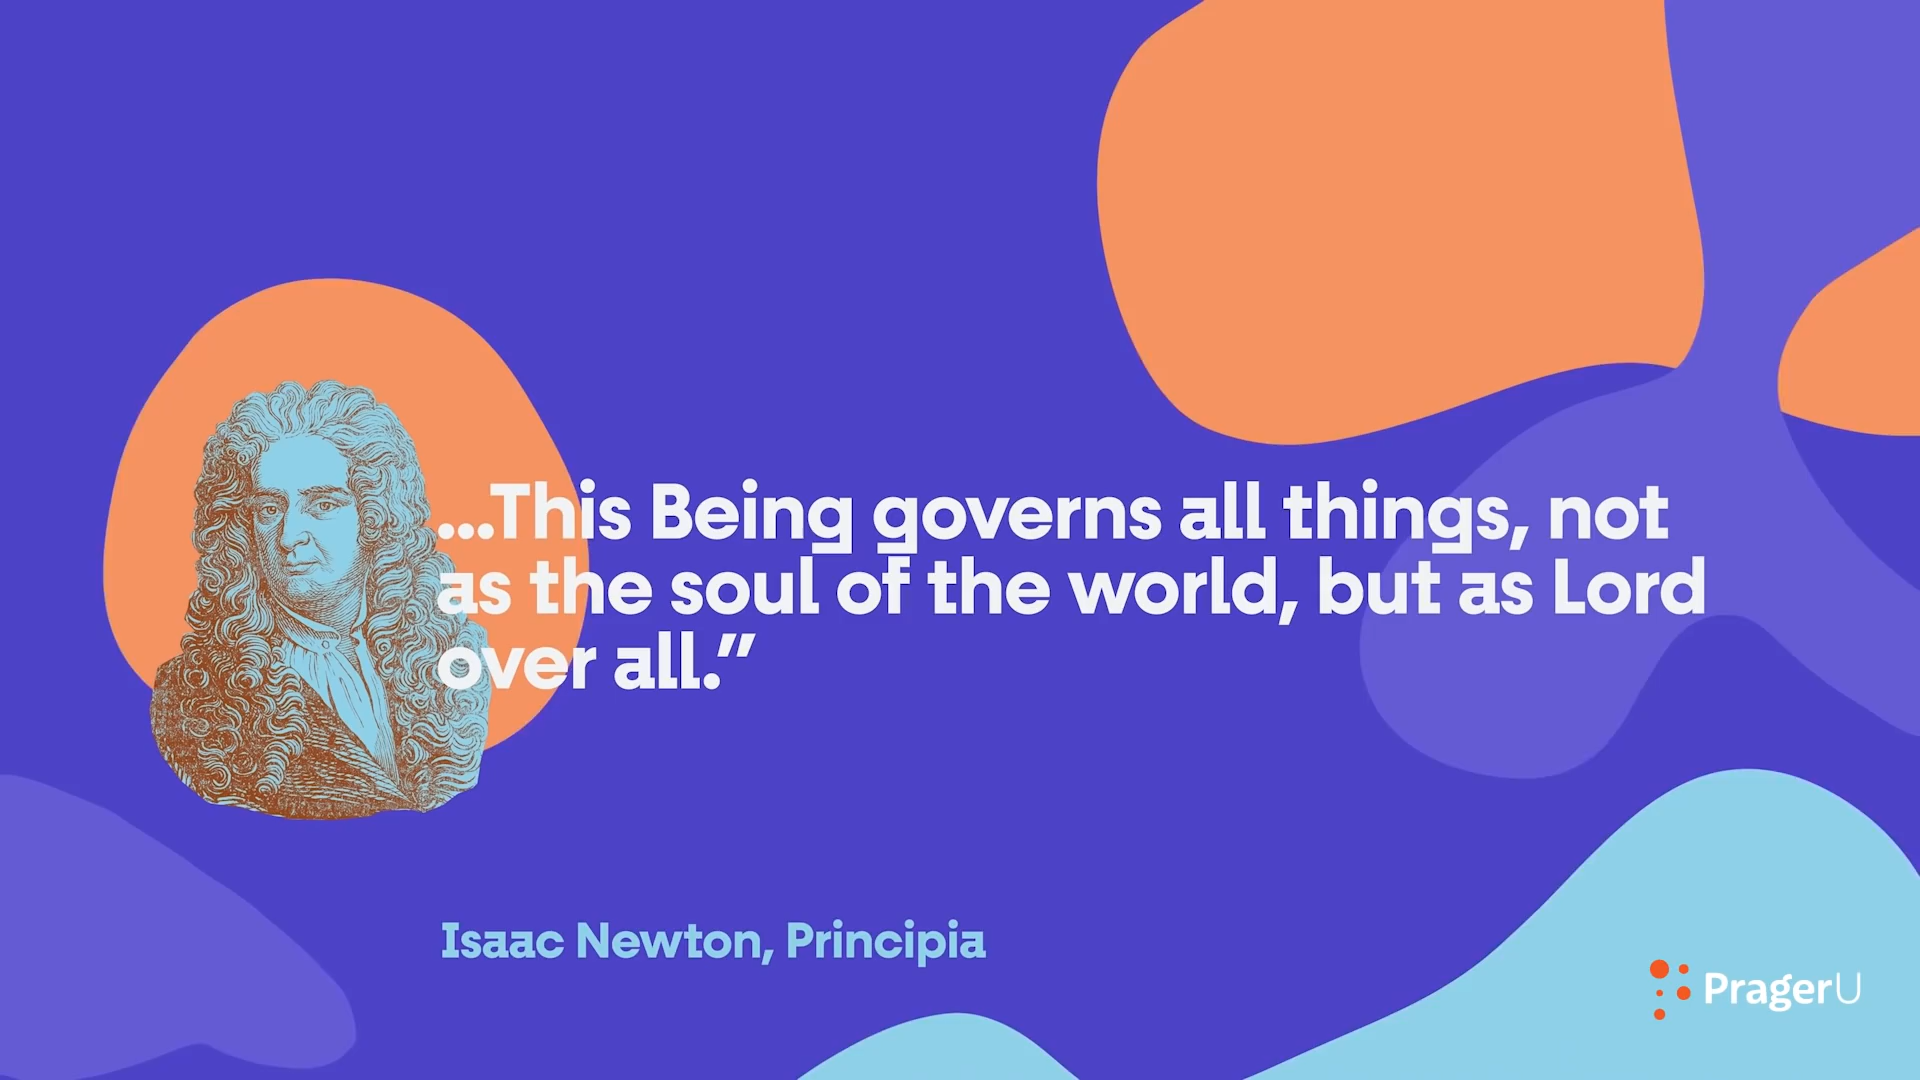 ...This Being governs all things, not
as the soul of the world, but as Lord
over all.”
Isaac Newton, Principia
PragerU